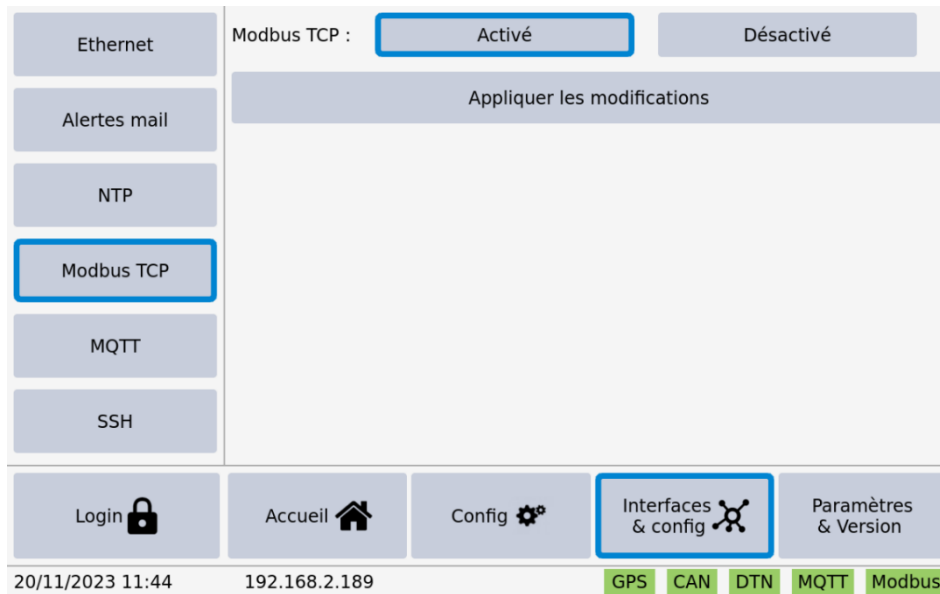 Ethernet
Modbus TCP :
Activé
Désactivé
Alertes mail
Appliquer les modifications
NTP
Modbus TCP
MQTT
SSH
Login
Accueil
Config
Interfaces
& config
Paramètres
& Version
20/11/2023 11:44
192.168.2.189
GPS
CAN
DTN
MQTT
Modbus